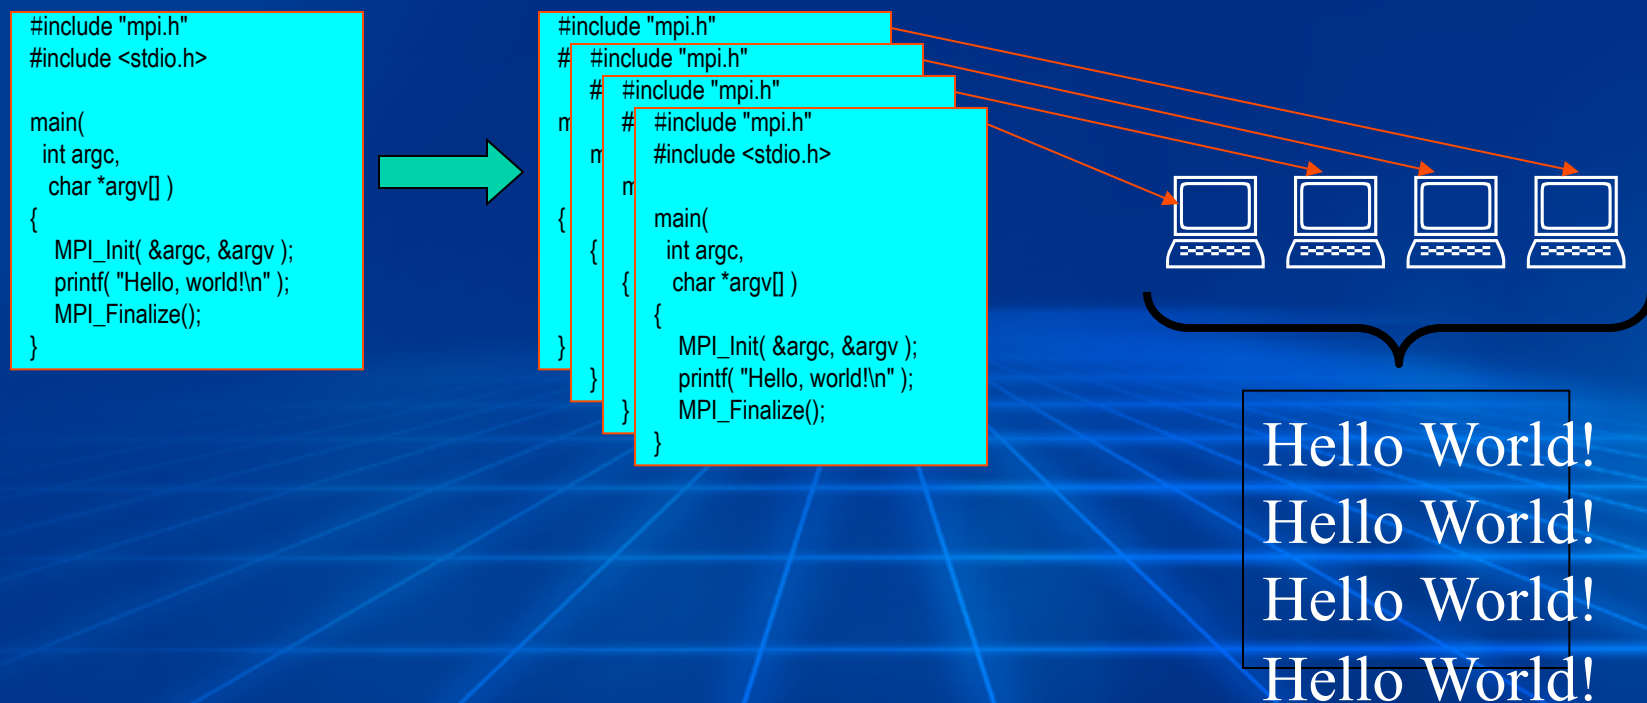 #include "mpi.h"
#include <stdio.h>
main(
int argc,
char *argv[] )
{
MPI_Init( &argc, &argv );
printf( "Hello, world!\n" );
MPI_Finalize();
}
#include "mpi.h"
#
m
{
}
#include "mpi.h"
#
m
{
}
#include "mpi.h"
#
m
{
}
#include "mpi.h"
#include <stdio.h>
main(
int argc,
char *argv[] )
{
MPI_Init( &argc, &argv );
printf( "Hello, world!\n" );
MPI_Finalize();
}
Hello World!
Hello World!
Hello World!
Hello World!